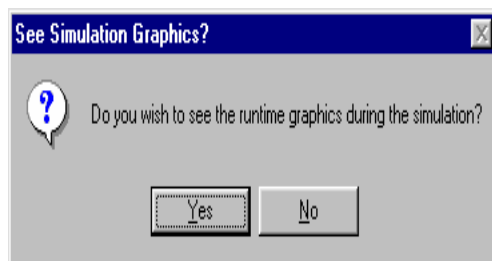 See Simulation Graphics?
Do you wish to see the runtime graphics during the simulation?
Yes
No